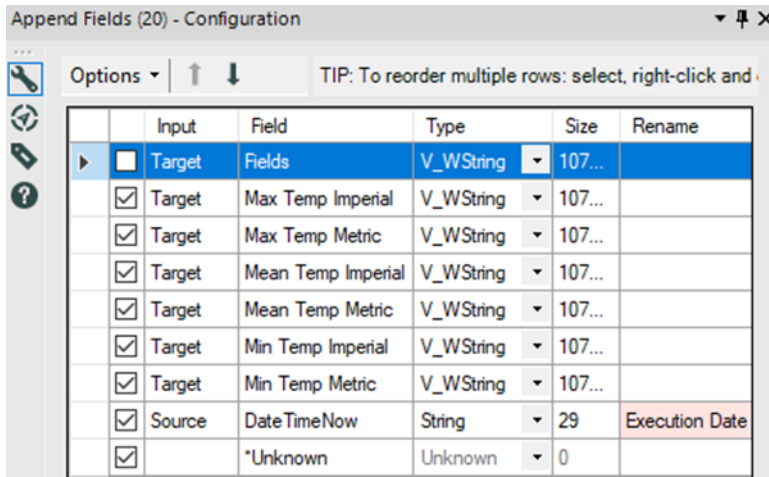 Append Fields (20) - Configuration
Options TIP: To reorder multiple rows: select, right-click and
Input Field Type Size Rename
Target Fields V_WString 107...
Target Max Temp Imperial V_WString 107...
Target Max Temp Metric V_WString 107...
Target Mean Temp Imperial V_WString 107...
Target Mean Temp Metric V_WString 107...
Target Min Temp Imperial V_WString 107...
Target Min Temp Metric V_WString 107...
Source DateTimeNow String 29 Execution Date
*Unknown Unknown 0